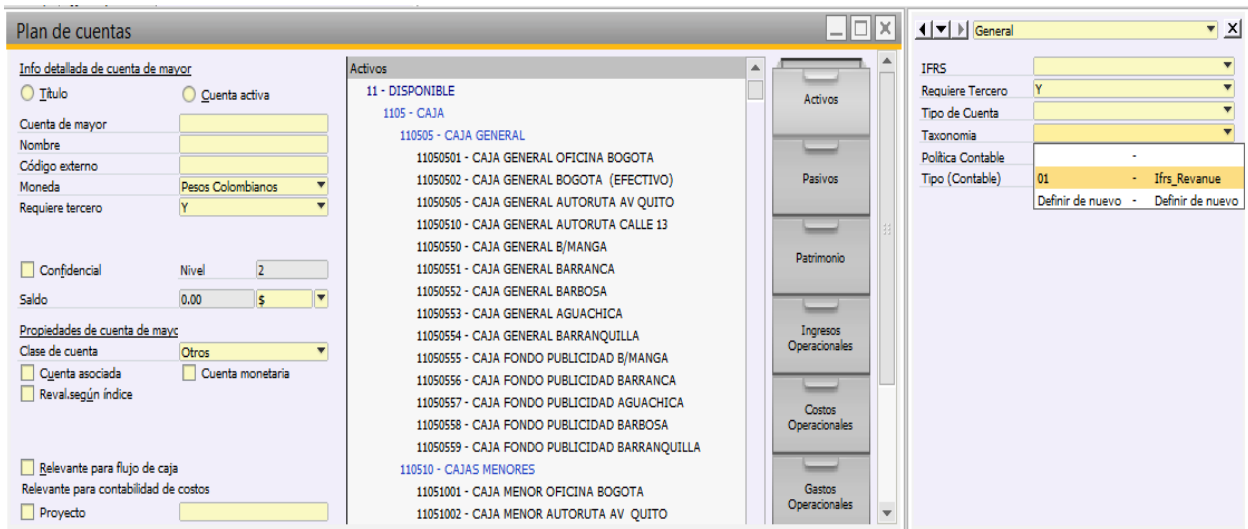 Plan de cuentas
Info detallada de cuenta de mayor
Título
Cuenta activa
Cuenta de mayor
Nombre
Código externo
Moneda Pesos Colombianos
Requiere tercero Y
Confidencial Nivel 2
Saldo 0.00 $
Propiedades de cuenta de mayo
Clase de cuenta Otros
Cuenta asociada Cuenta monetaria
Reval.según índice
Relevante para flujo de caja
Relevante para contabilidad de costos
Proyecto
Activos
11 - DISPONIBLE
1105 - CAJA
110505 - CAJA GENERAL
11050501 - CAJA GENERAL OFICINA BOGOTA
11050502 - CAJA GENERAL BOGOTA (EFECTIVO)
11050505 - CAJA GENERAL AUTORUTA AV QUITO
11050510 - CAJA GENERAL AUTORUTA CALLE 13
11050550 - CAJA GENERAL B/MANGA
11050551 - CAJA GENERAL BARRANCA
11050552 - CAJA GENERAL BARBOSA
11050553 - CAJA GENERAL AGUACHICA
11050554 - CAJA GENERAL BARRANQUILLA
11050555 - CAJA FONDO PUBLICIDAD B/MANGA
11050556 - CAJA FONDO PUBLICIDAD BARRANCA
11050557 - CAJA FONDO PUBLICIDAD AGUACHICA
11050558 - CAJA FONDO PUBLICIDAD BARBOSA
11050559 - CAJA FONDO PUBLICIDAD BARRANQUILLA
110510 - CAJAS MENORES
11051001 - CAJA MENOR OFICINA BOGOTA
11051002 - CAJA MENOR AUTORUTA AV QUITO
Activos
Pasivos
Patrimonio
Ingresos
Operacionales
Costos
Operacionales
Gastos
Operacionales
General
IFRS
Requiere Tercero Y
Tipo de Cuenta
Taxonomia
Política Contable -
Tipo (Contable) 01 - Ifrs_Revanue
Definir de nuevo - Definir de nuevo